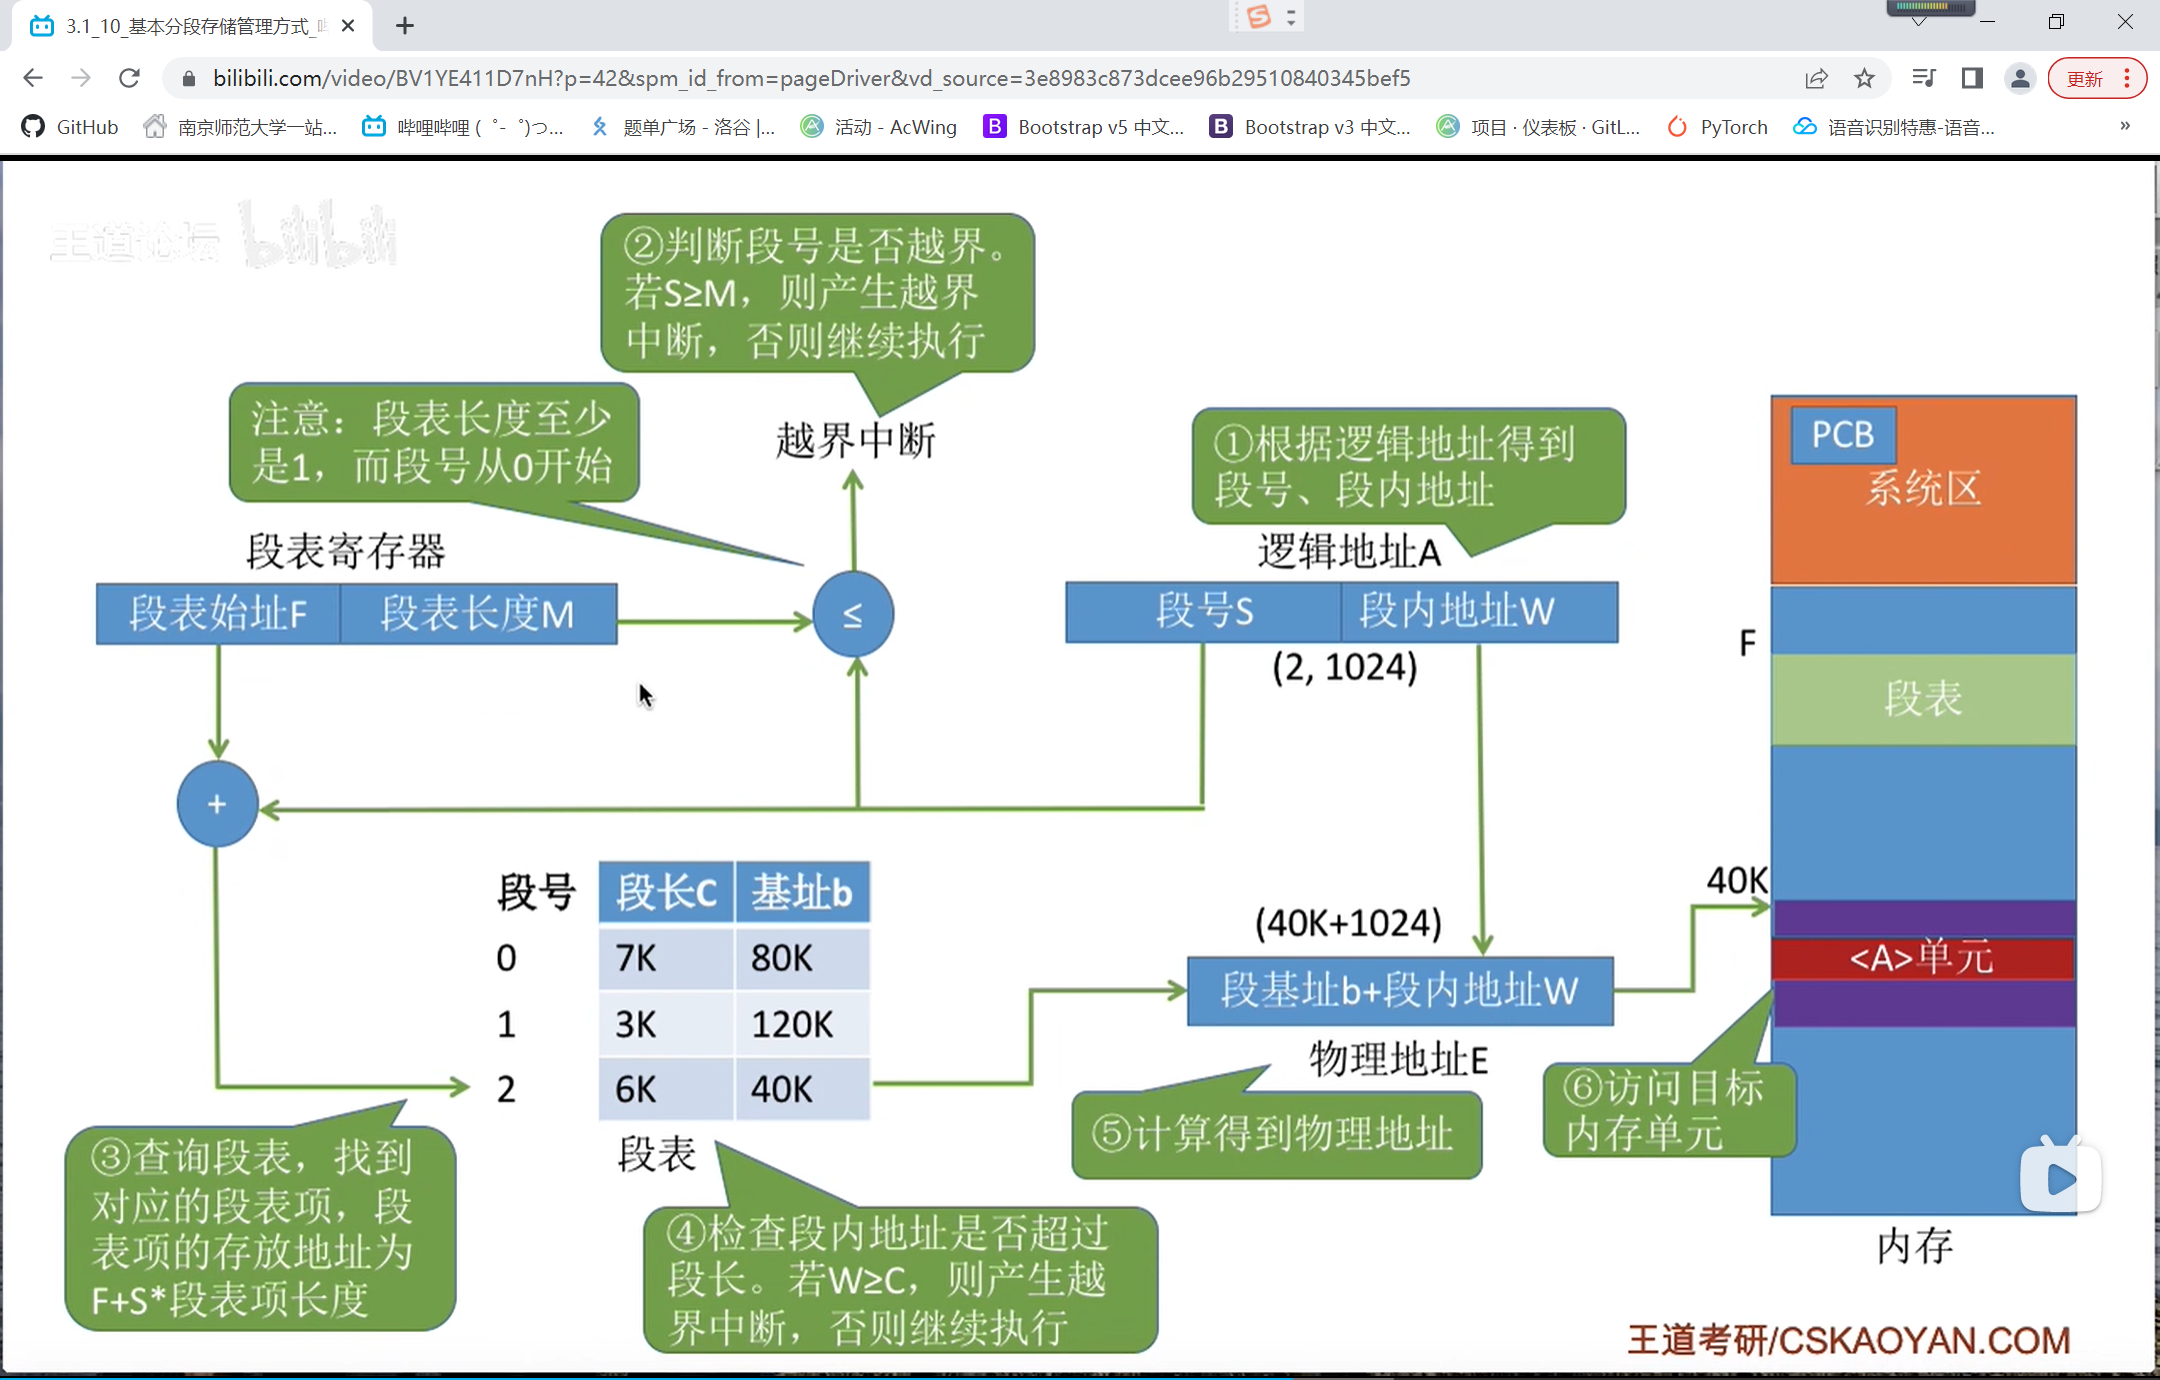 3.1_10_基本分段存储管理方式_
bilibili.com/video/BV1YE411D7nH?p=42&spm_id_from=pageDriver&vd_source=3e8983c873dcee96b29510840345bef5
更新
GitHub
南京师范大学一站...
哔哩哔哩 (゜-゜)つ...
题单广场 - 洛谷 |...
活动 - AcWing
Bootstrap v5 中文...
Bootstrap v3 中文...
项目 · 仪表板 · GitL...
PyTorch
语音识别特惠-语音...
»
王道论坛 bilibili
②判断段号是否越界。
若S≥M，则产生越界
中断，否则继续执行
注意：段表长度至少
是1，而段号从0开始
越界中断
①根据逻辑地址得到
段号、段内地址
PCB
系统区
段表寄存器
逻辑地址A
段表始址F
段表长度M
≤
段号S
段内地址W
(2, 1024)
F
段表
+
段号
段长C
基址b
0
7K
80K
1
3K
120K
2
6K
40K
段表
(40K+1024)
段基址b+段内地址W
物理地址E
40K
<A>单元
③查询段表，找到
对应的段表项，段
表项的存放地址为
F+S*段表项长度
④检查段内地址是否超过
段长。若W≥C，则产生越
界中断，否则继续执行
⑤计算得到物理地址
⑥访问目标
内存单元
内存
王道考研/CSKAOYAN.COM